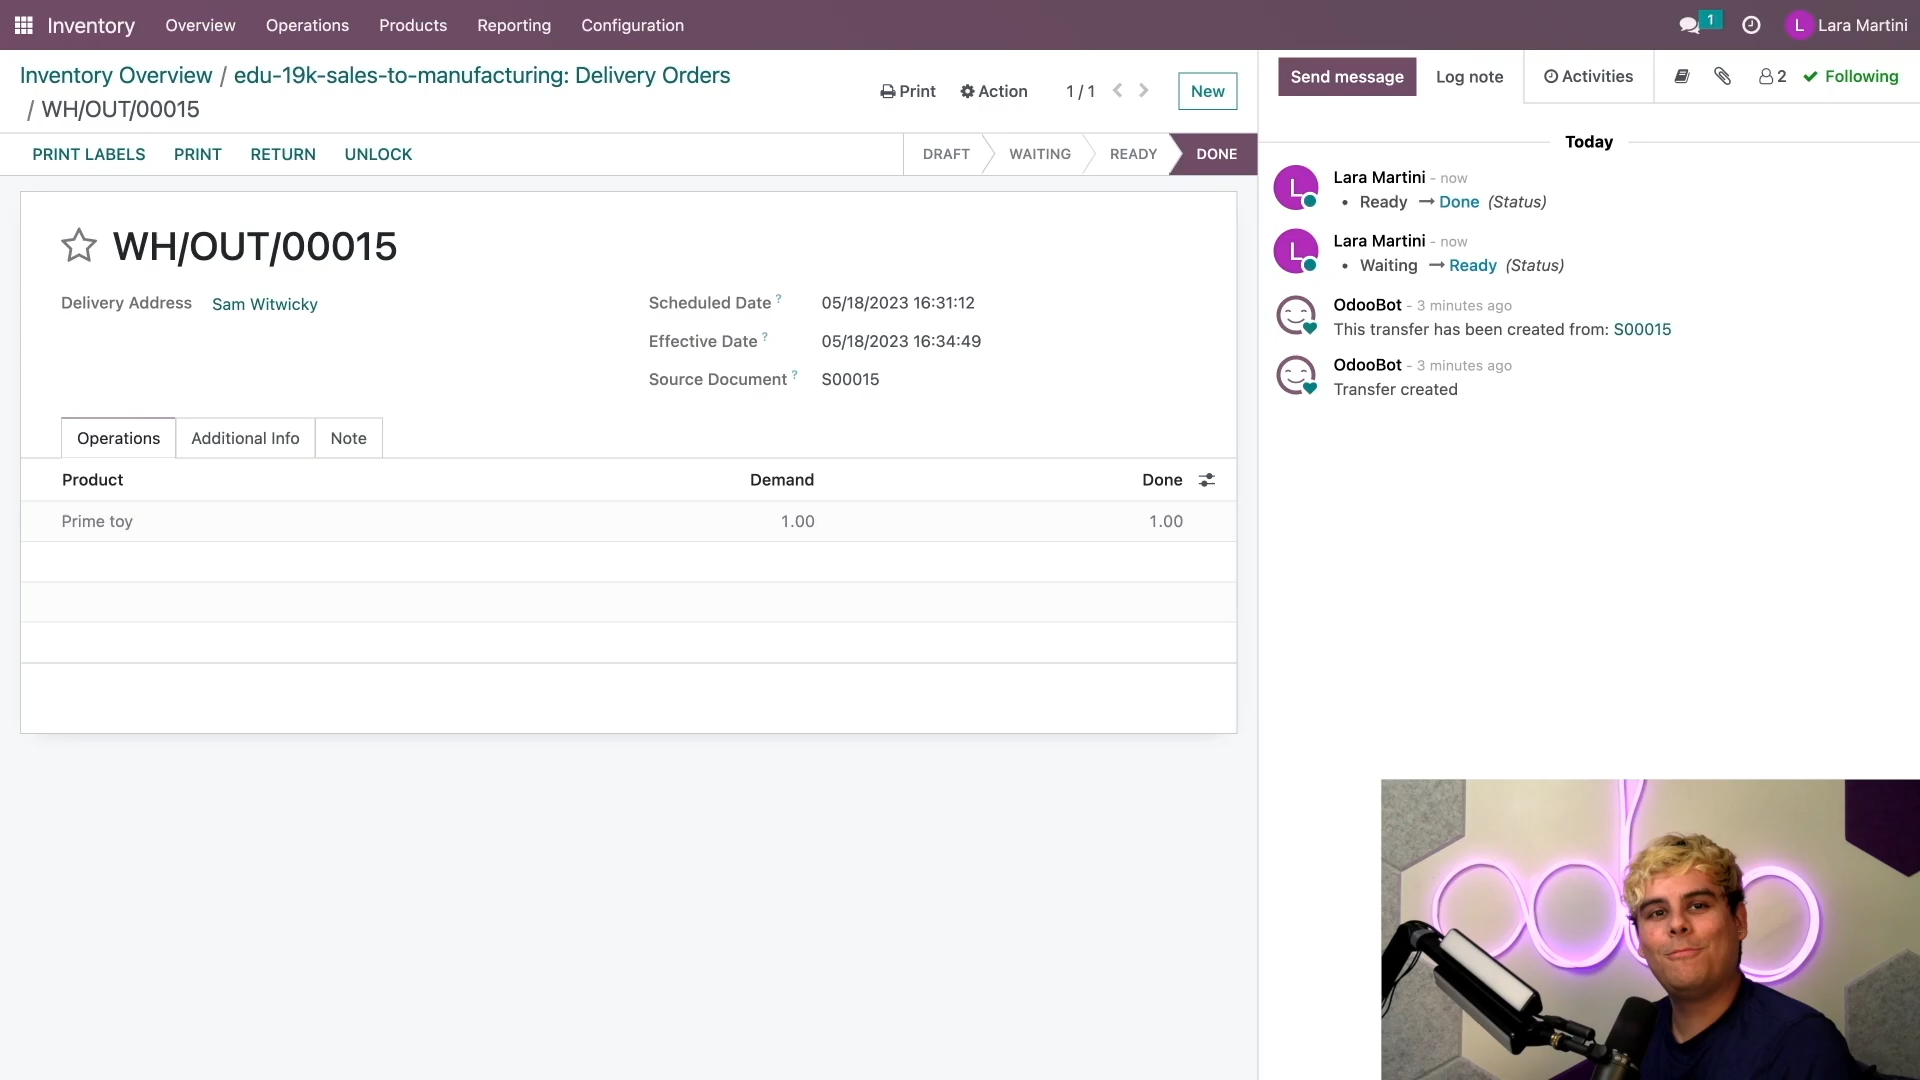 Inventory Overview Operations Products Reporting Configuration 1 L Lara Martini
Inventory Overview / edu-19k-sales-to-manufacturing: Delivery Orders
/ WH/OUT/00015
Print Action 1 / 1 New
Send message Log note Activities 2 Following
PRINT LABELS PRINT RETURN UNLOCK DRAFT WAITING READY DONE
WH/OUT/00015
Delivery Address Sam Witwicky
Scheduled Date ? 05/18/2023 16:31:12
Effective Date ? 05/18/2023 16:34:49
Source Document ? S00015
Operations Additional Info Note
Product Demand Done
Prime toy 1.00 1.00
Today
L Lara Martini - now
• Ready → Done (Status)
L Lara Martini - now
• Waiting → Ready (Status)
OdooBot - 3 minutes ago
This transfer has been created from: S00015
OdooBot - 3 minutes ago
Transfer created
odoo